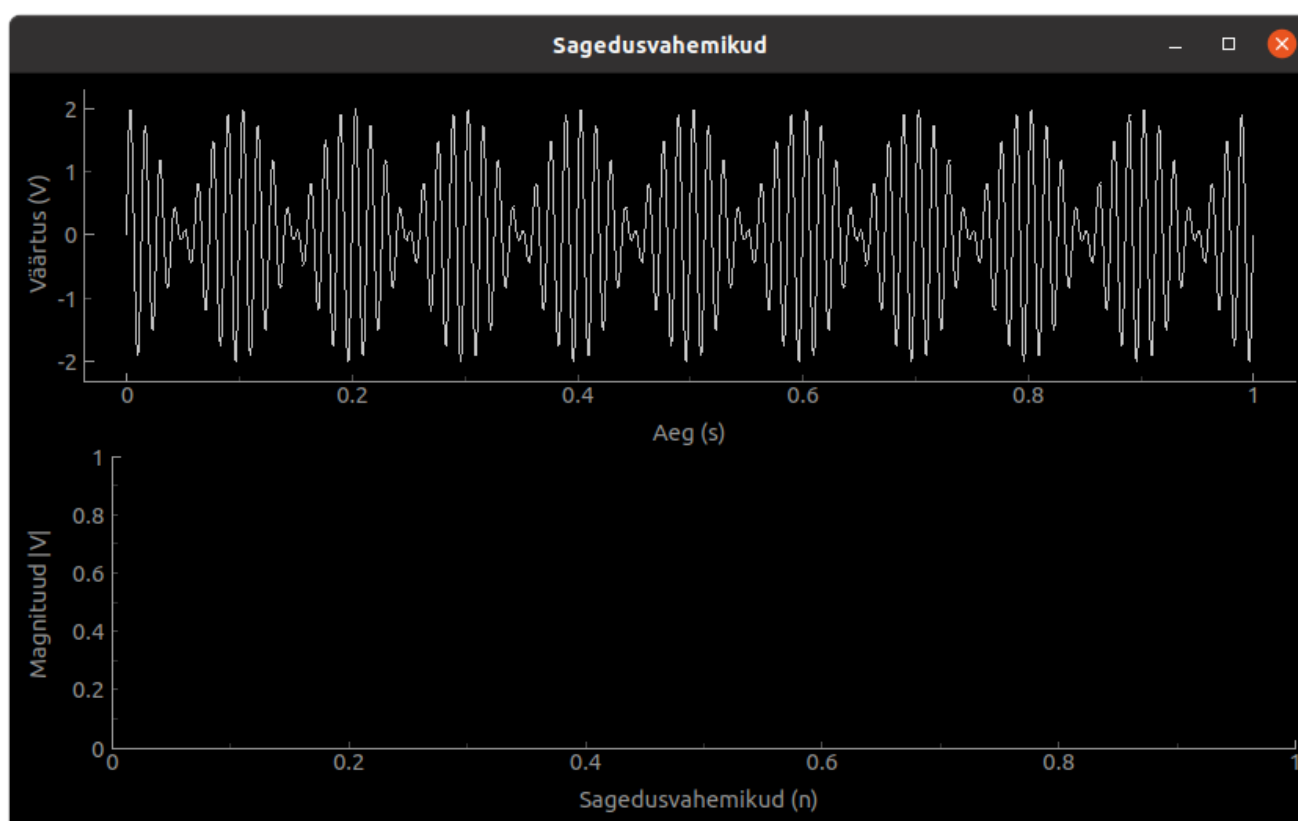 Sagedusvahemikud
2
1
0
-1
-2
Väärtus (V)
0 0.2 0.4 0.6 0.8 1
Aeg (s)
1
0.8
0.6
0.4
0.2
0
Magnituud |V|
0 0.2 0.4 0.6 0.8 1
Sagedusvahemikud (n)